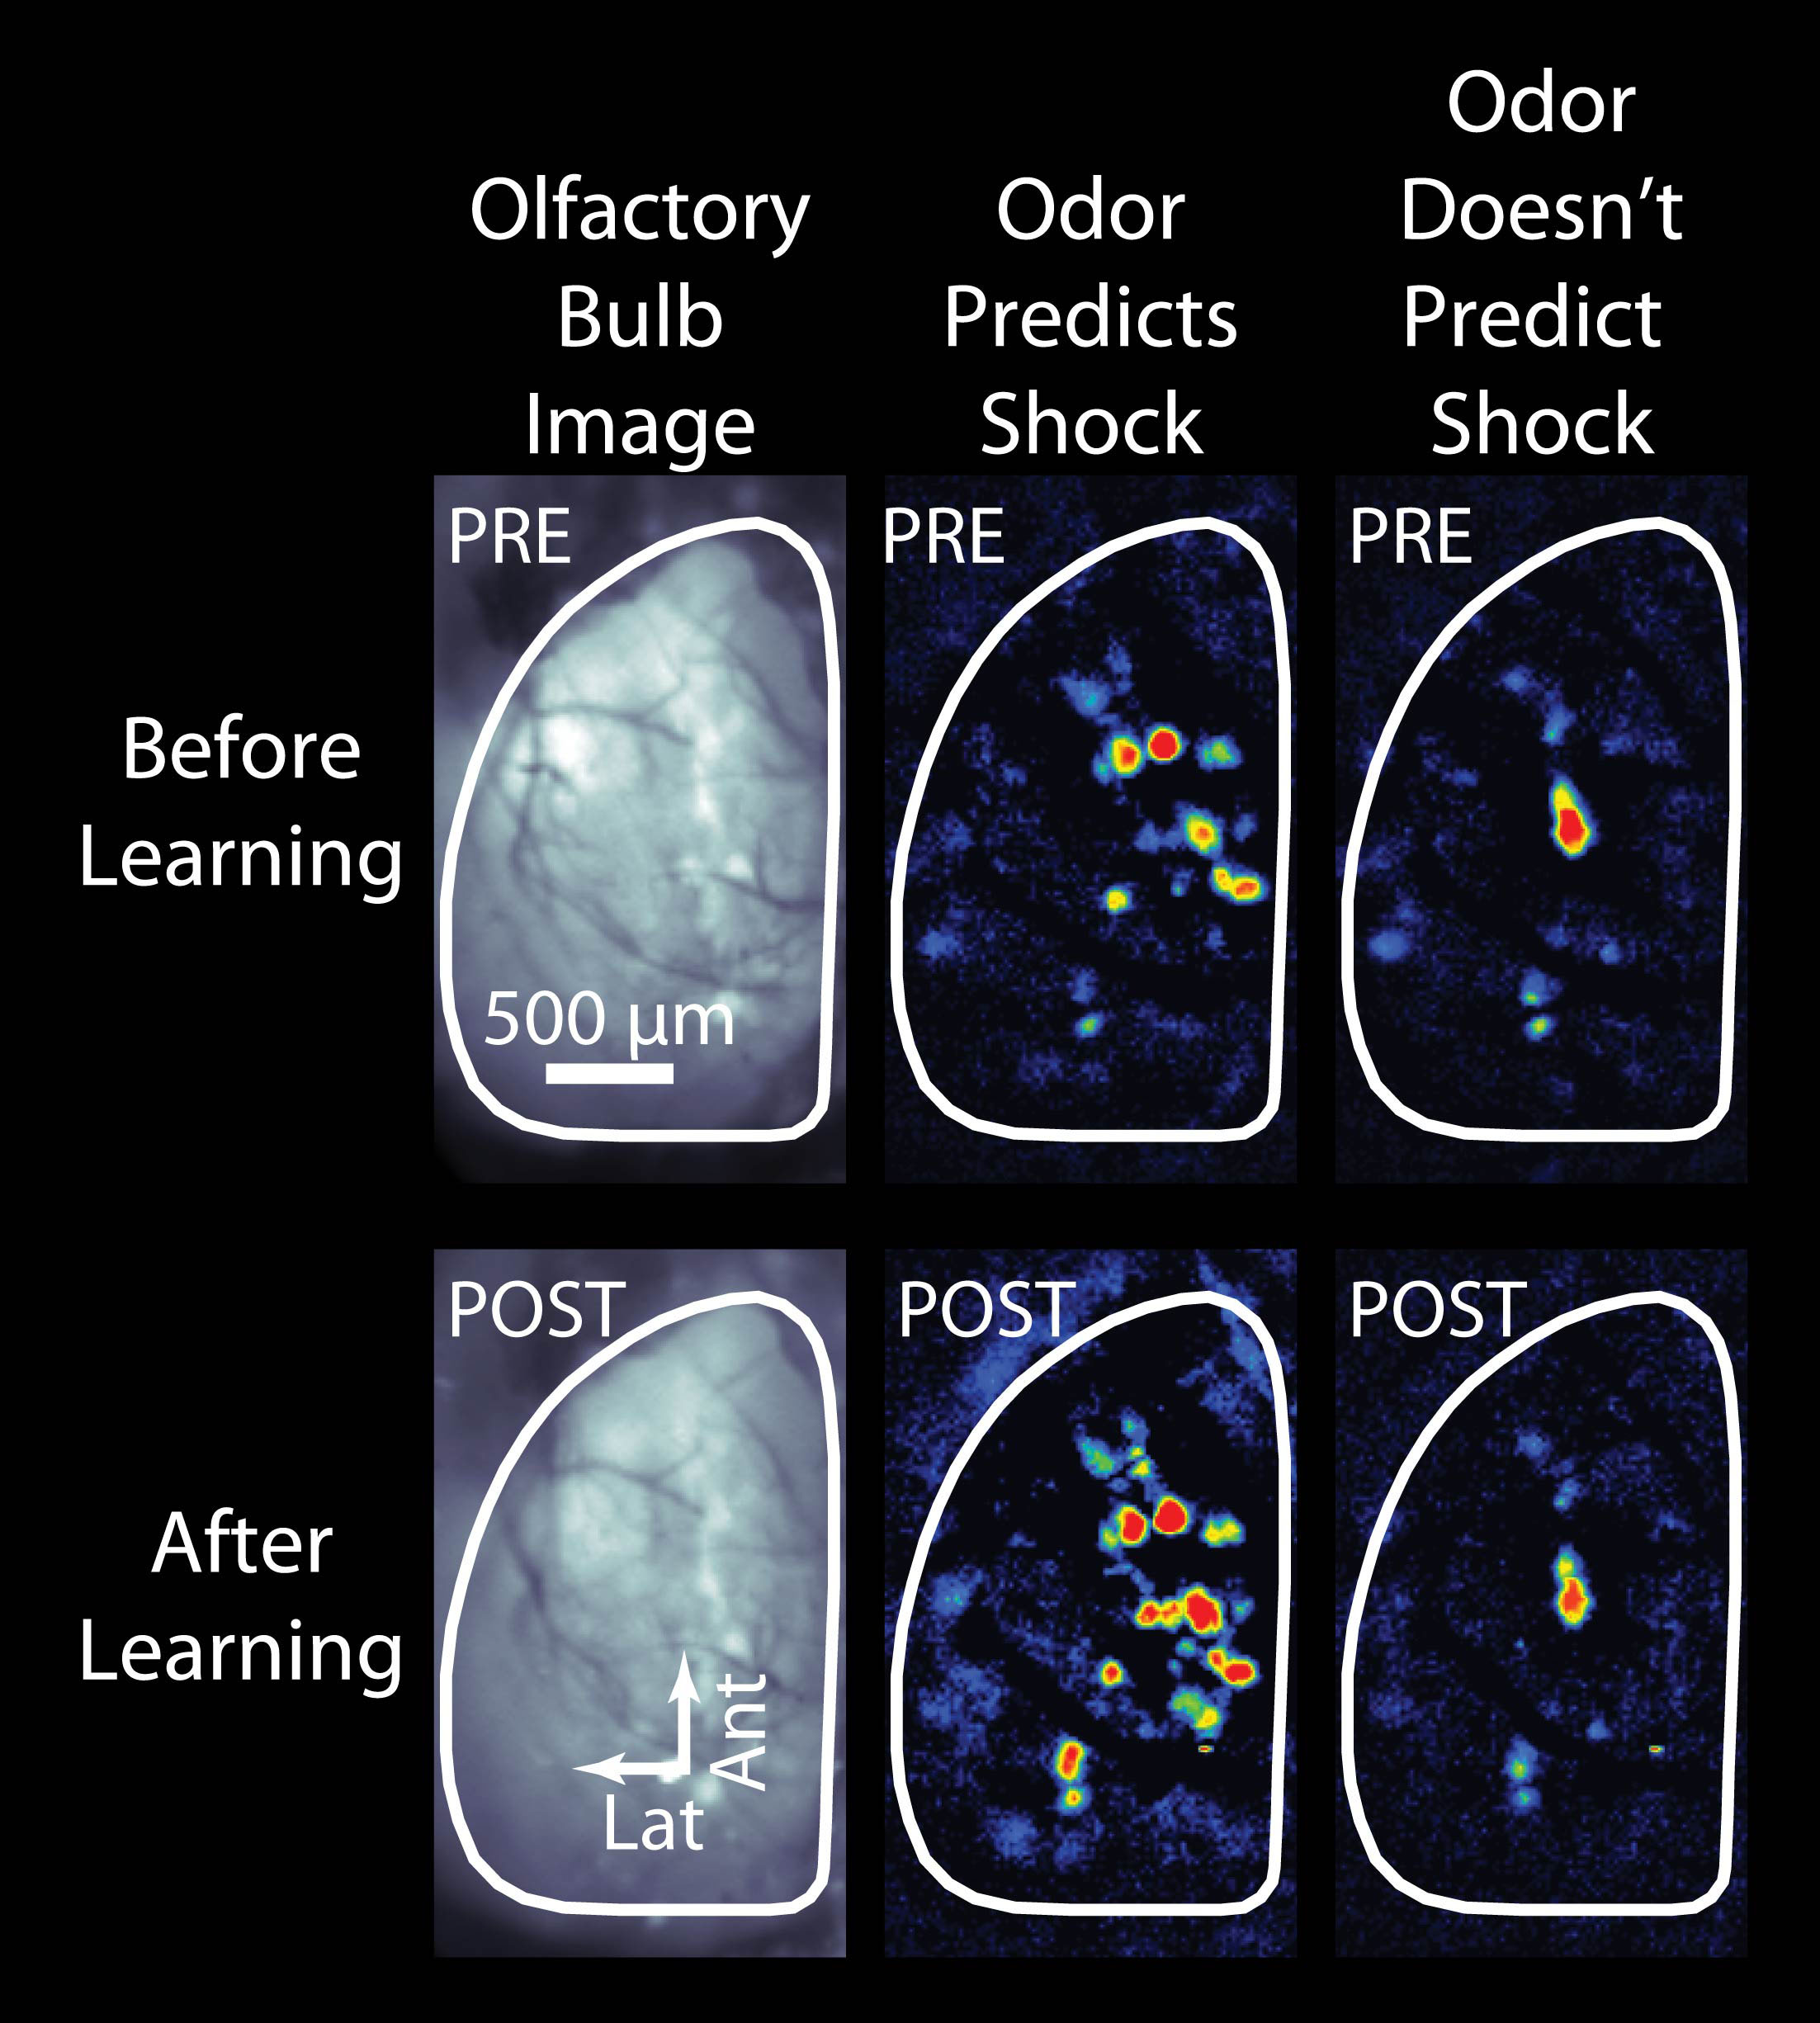 Olfactory
Bulb
Image
Odor
Predicts
Shock
Odor
Doesn’t
Predict
Shock
Before
Learning
PRE
500 µm
PRE
PRE
After
Learning
POST
Ant
Lat
POST
POST